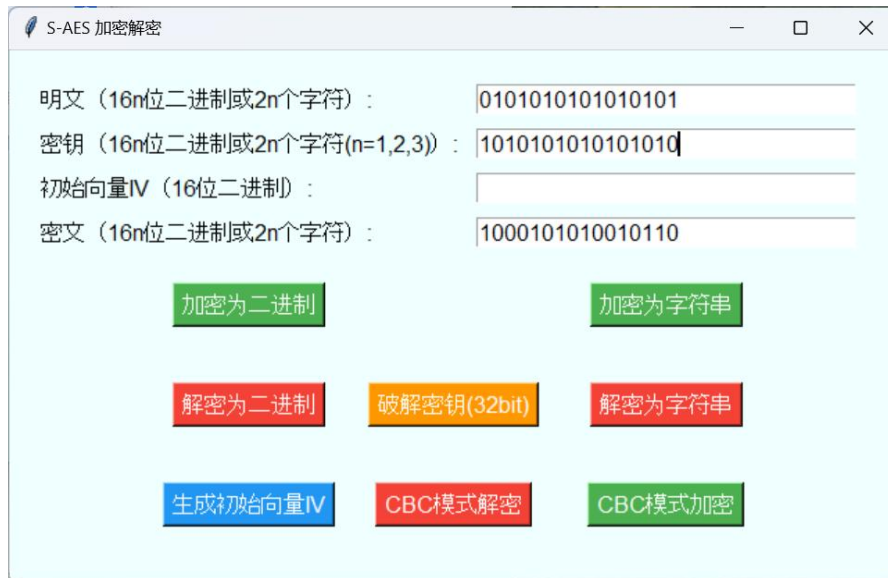 S-AES 加密解密
明文（16n位二进制或2n个字符）: 0101010101010101
密钥（16n位二进制或2n个字符(n=1,2,3)）: 1010101010101010
初始向量IV（16位二进制）:
密文（16n位二进制或2n个字符）: 1000101010010110
加密为二进制 加密为字符串
解密为二进制 破解密钥(32bit) 解密为字符串
生成初始向量IV CBC模式解密 CBC模式加密